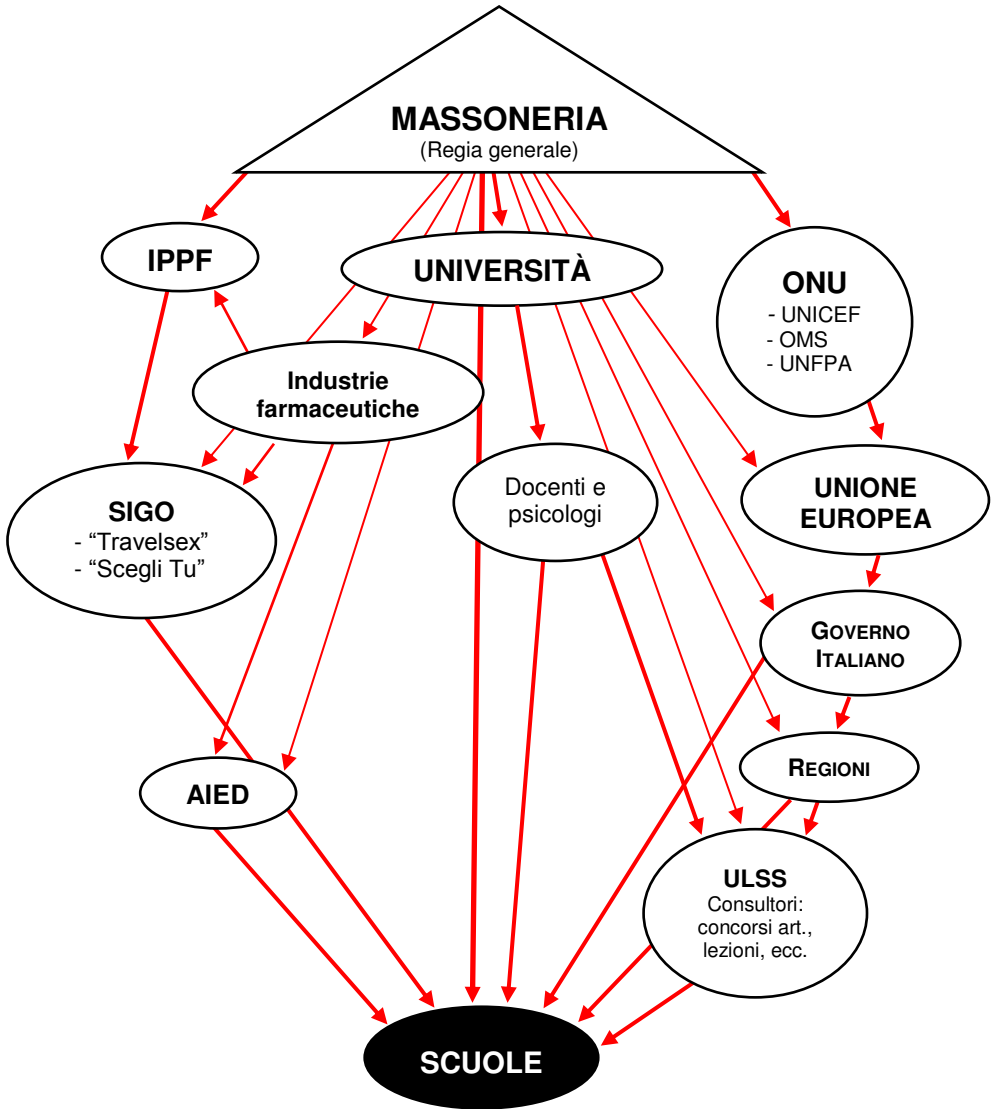 MASSONERIA
(Regia generale)
IPPF
UNIVERSITÀ
ONU
- UNICEF
- OMS
- UNFPA
Industrie
farmaceutiche
SIGO
- “Travelsex”
- “Scegli Tu”
Docenti e
psicologi
UNIONE
EUROPEA
GOVERNO
ITALIANO
REGIONI
AIED
ULSS
Consultori:
concorsi art.,
lezioni, ecc.
SCUOLE